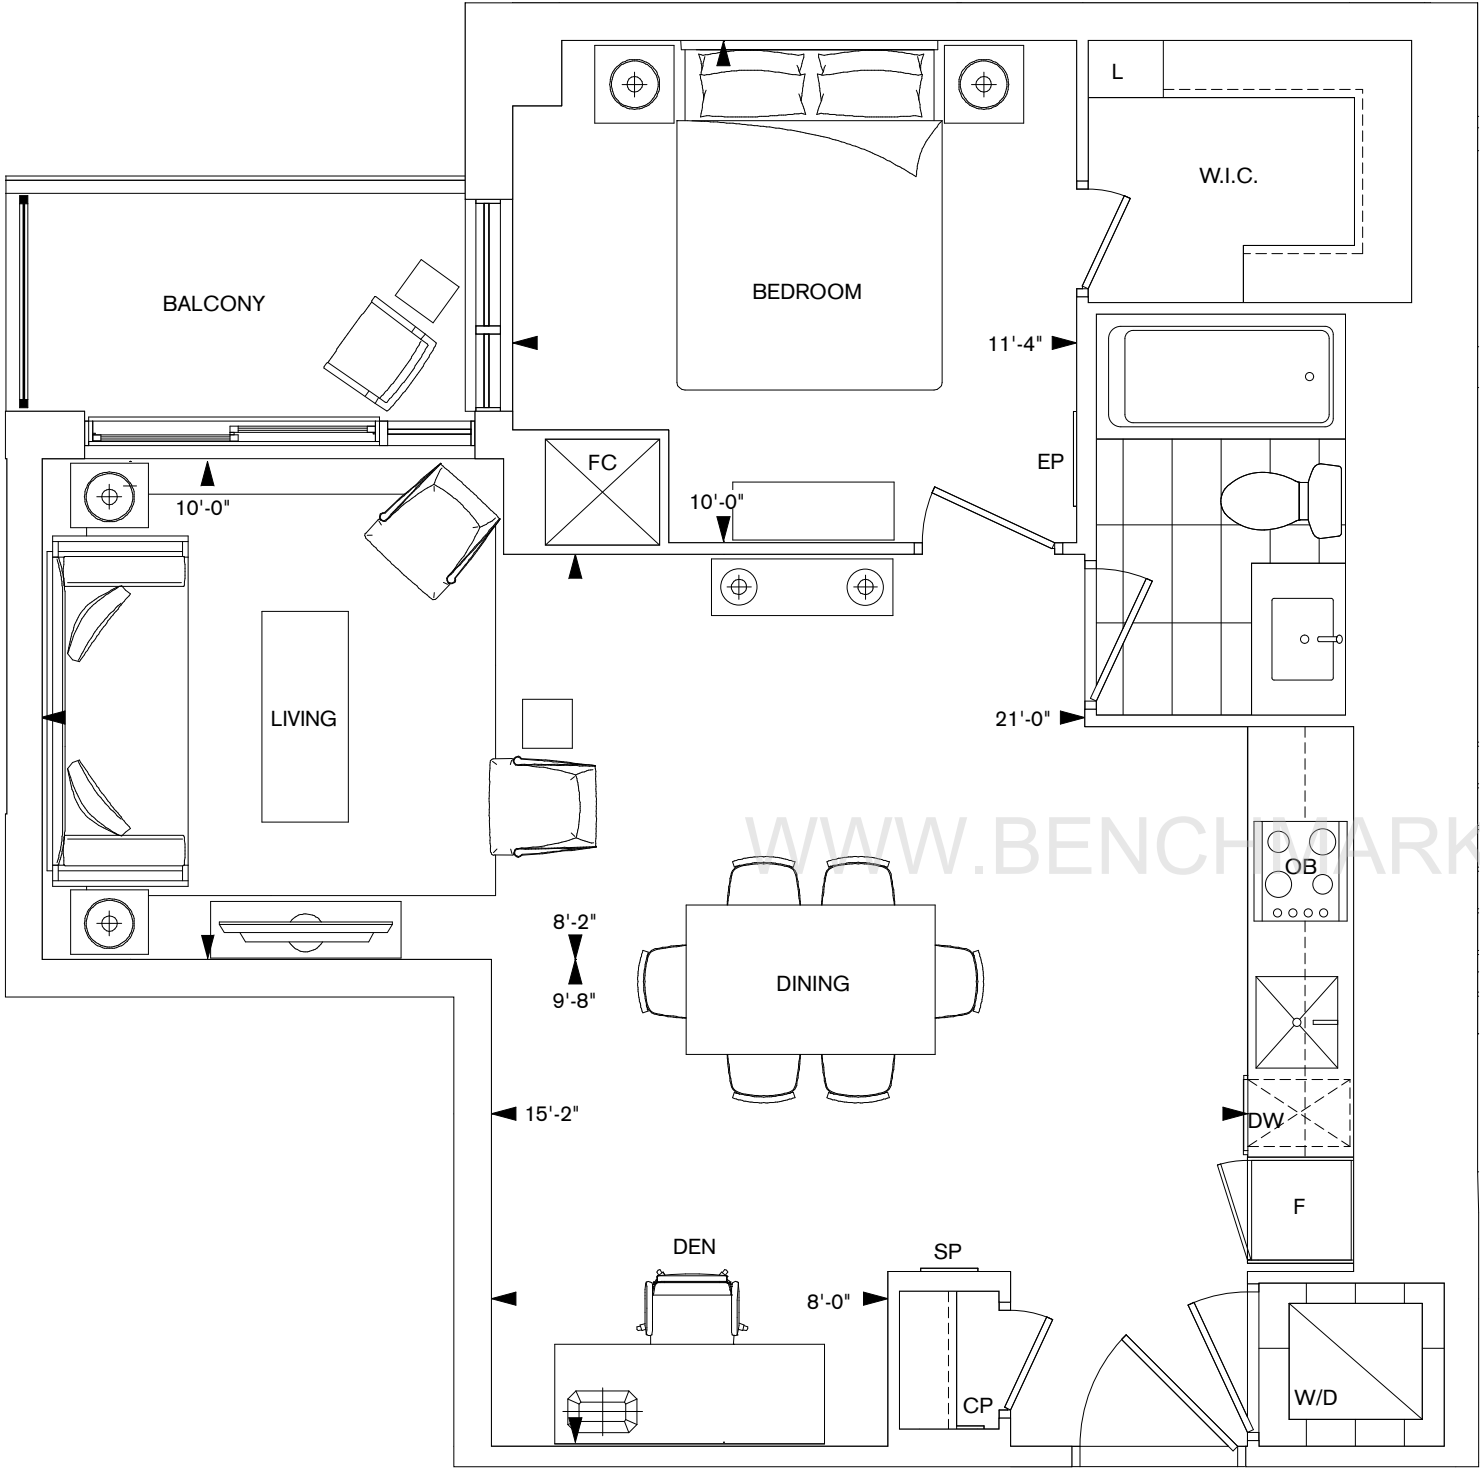 L
W.I.C.
BEDROOM
BALCONY
11'-4"
FC
EP
10'-0"
10'-0"
LIVING
21'-0"
WWW.BENCHMARK
OB
8'-2"
9'-8"
DINING
15'-2"
DW
F
DEN
SP
8'-0"
CP
W/D